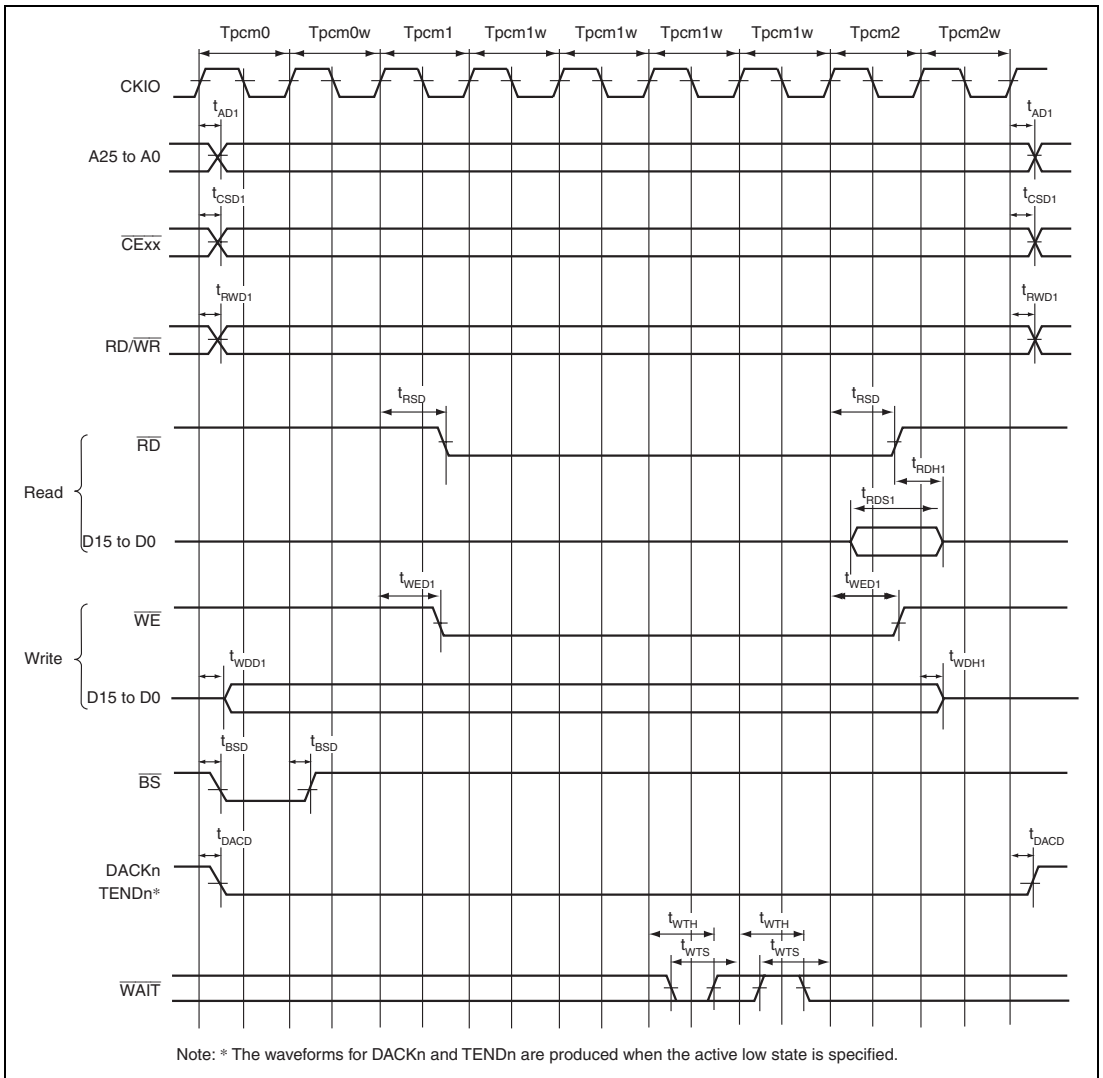 Tpcm0 Tpcm0w Tpcm1 Tpcm1w Tpcm1w Tpcm1w Tpcm1w Tpcm2 Tpcm2w
CKIO
tAD1 tAD1
A25 to A0
tCSD1 tCSD1
CExx
tRWD1 tRWD1
RD/WR
tRSD tRSD
RD
tRDH1
Read
tRDS1
D15 to D0
tWED1 tWED1
WE
Write
tWDD1 tWDH1
D15 to D0
tBSD tBSD
BS
tDACD tDACD
DACKn
TENDn*
tWTH tWTH
tWTS tWTS
WAIT
Note: * The waveforms for DACKn and TENDn are produced when the active low state is specified.